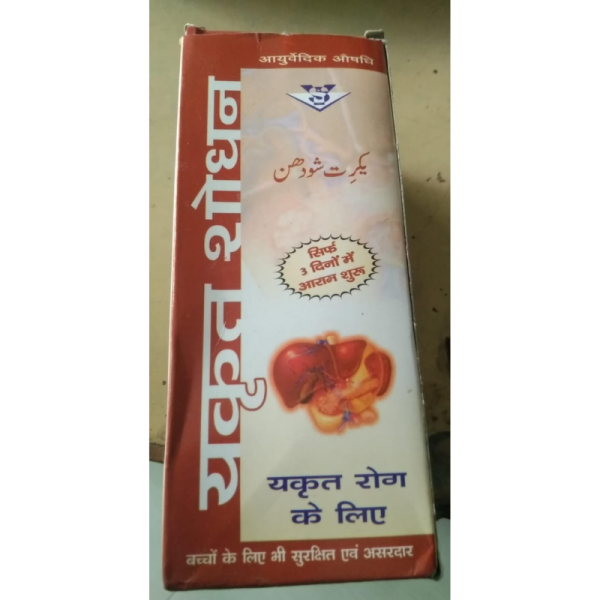 आयुर्वेदिक औषधि
यकृत शोधन
یکرت شودھن
सिर्फ
3 दिनों में
आराम शुरू
यकृत रोग
के लिए
बच्चों के लिए भी सुरक्षित एवं असरदार